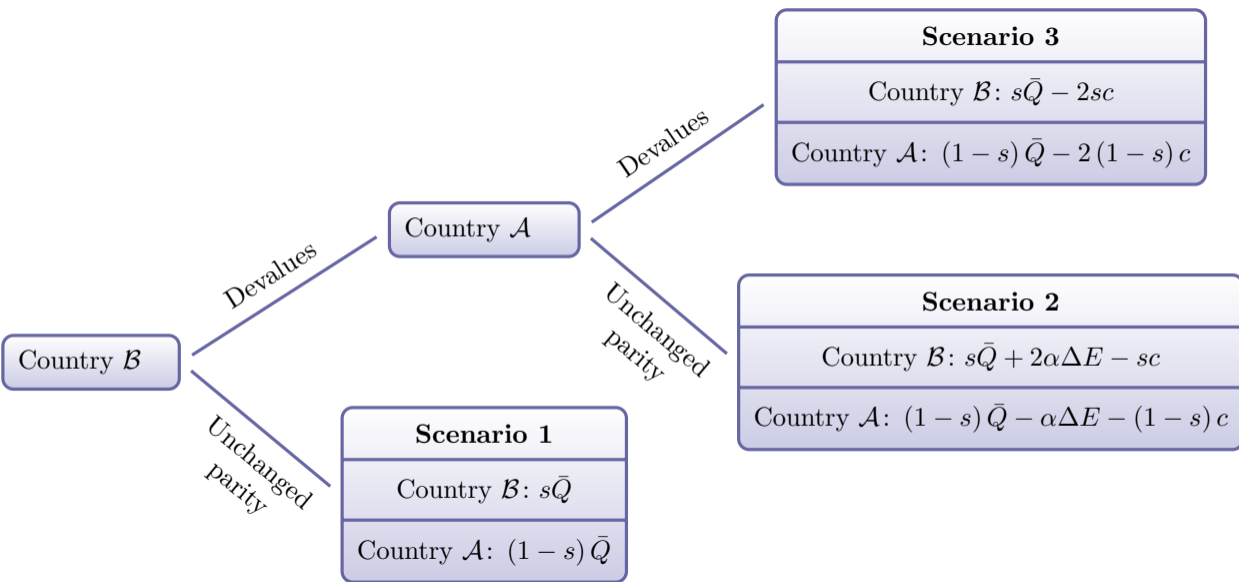 Scenario 3
Country 𝓑: sQ̄ − 2sc
Country 𝒜: (1 − s) Q̄ − 2 (1 − s) c
Devalues
Country 𝒜
Devalues
Unchanged
parity
Scenario 2
Country 𝓑: sQ̄ + 2αΔE − sc
Country 𝒜: (1 − s) Q̄ − αΔE − (1 − s) c
Country 𝓑
Unchanged
parity
Scenario 1
Country 𝓑: sQ̄
Country 𝒜: (1 − s) Q̄